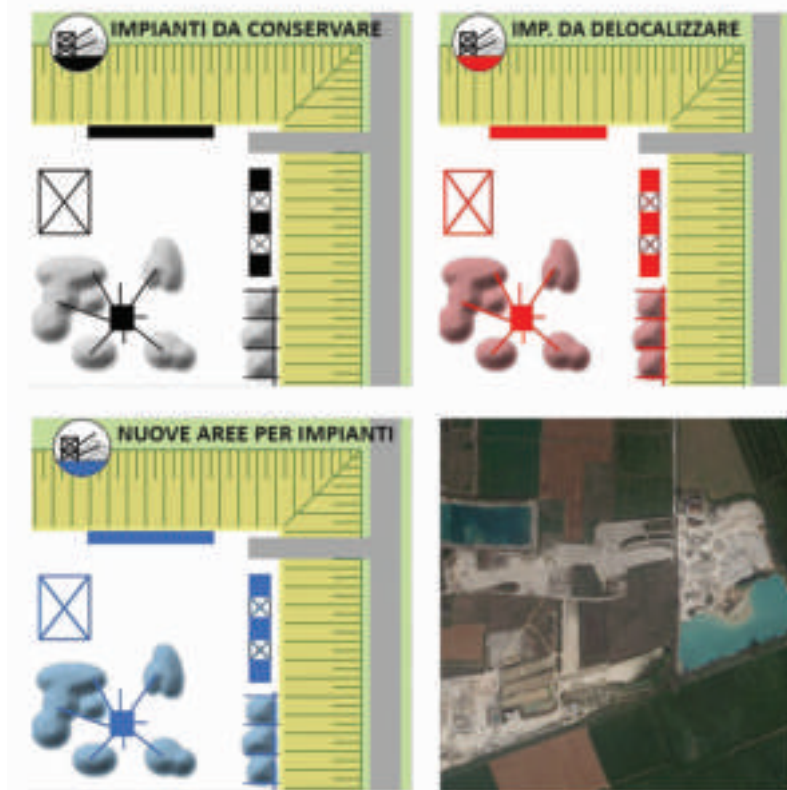 IMPIANTI DA CONSERVARE
IMP. DA DELOCALIZZARE
NUOVE AREE PER IMPIANTI